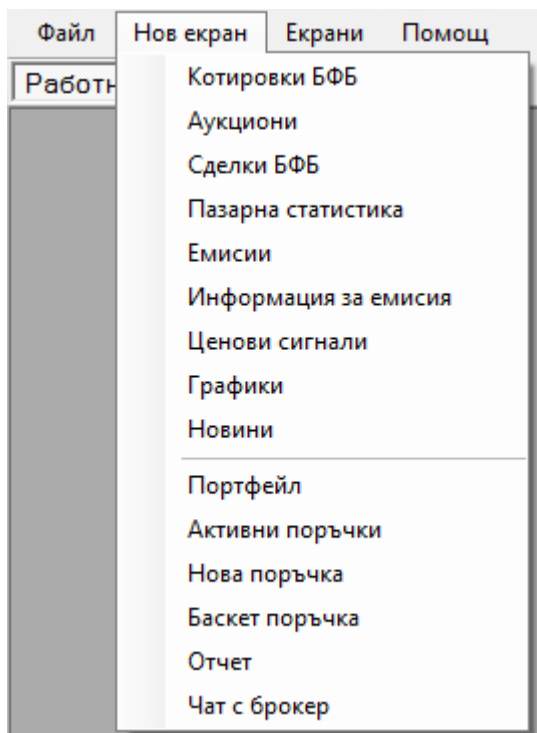 Файл Нов екран Екрани Помощ
Котировки БФБ
Аукциони
Сделки БФБ
Пазарна статистика
Емисии
Информация за емисия
Ценови сигнали
Графики
Новини
Портфейл
Активни поръчки
Нова поръчка
Баскет поръчка
Отчет
Чат с брокер